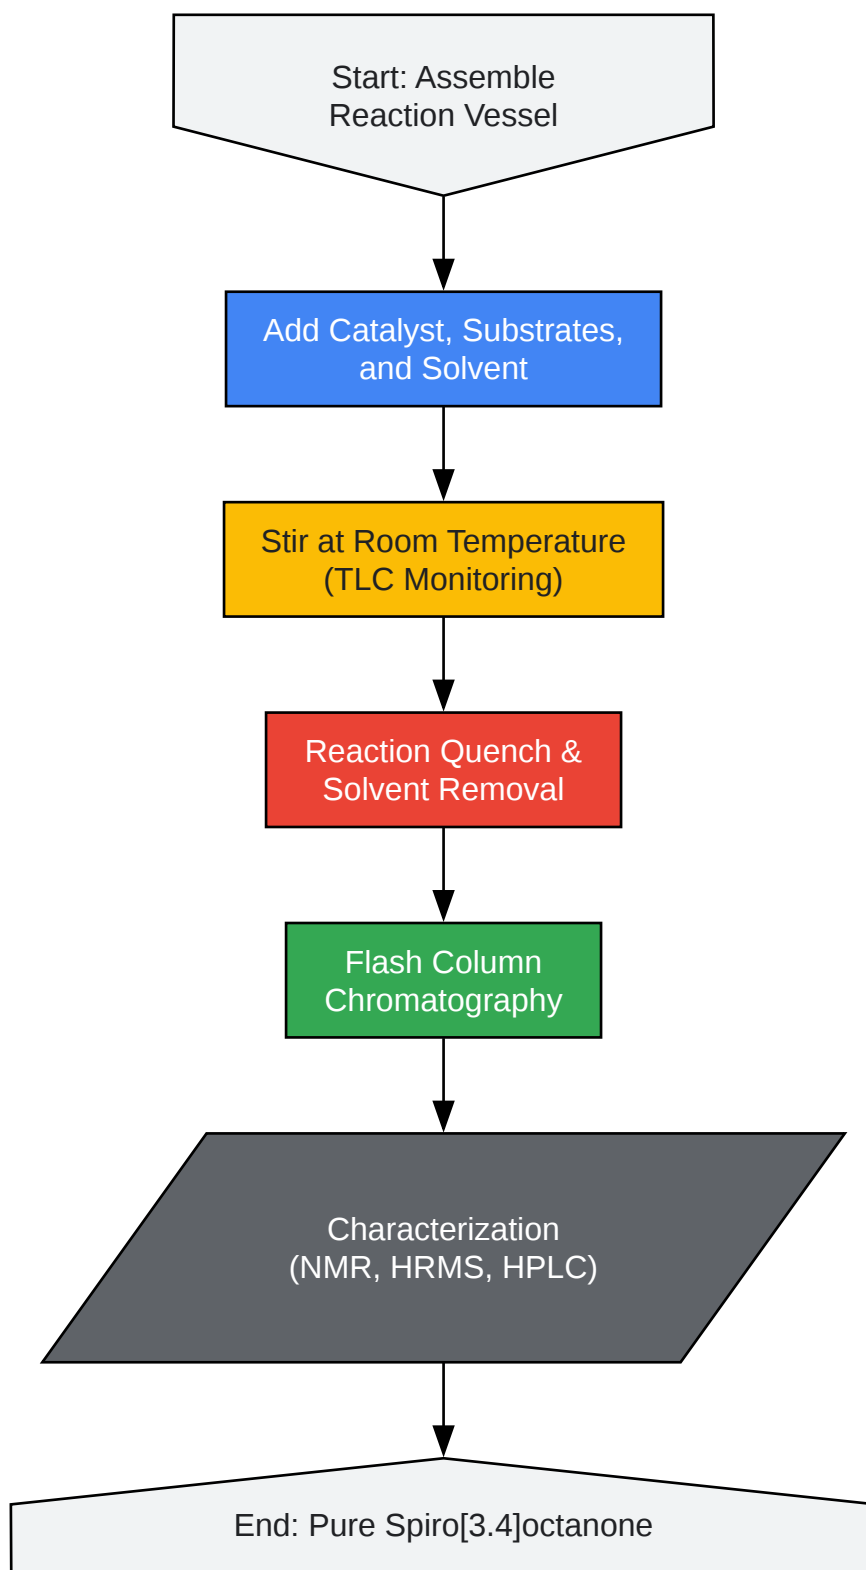 Start: Assemble
Reaction Vessel
Add Catalyst, Substrates,
and Solvent
Stir at Room Temperature
(TLC Monitoring)
Reaction Quench &
Solvent Removal
Flash Column
Chromatography
Characterization
(NMR, HRMS, HPLC)
End: Pure Spiro[3.4]octanone